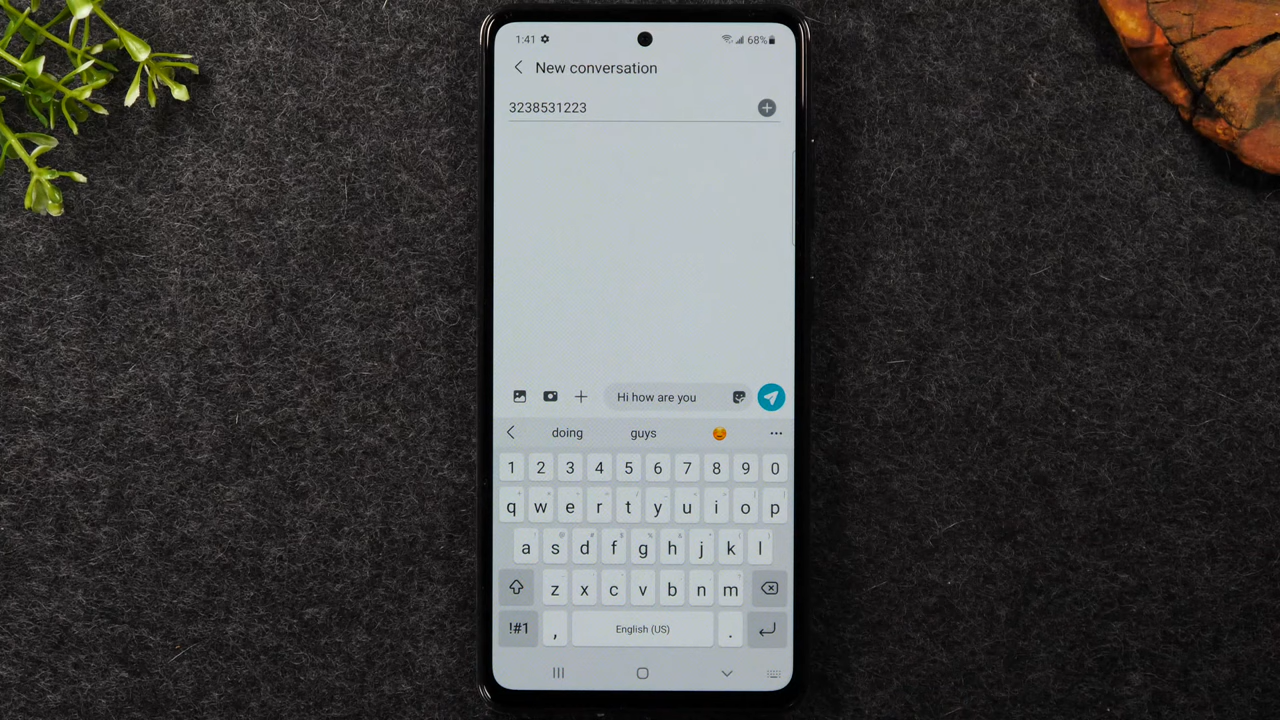 1:41 68%
New conversation
3238531223
Hi how are you
doing guys
1 2 3 4 5 6 7 8 9 0
q w e r t y u i o p
a s d f g h j k l
z x c v b n m
!#1 , English (US) .